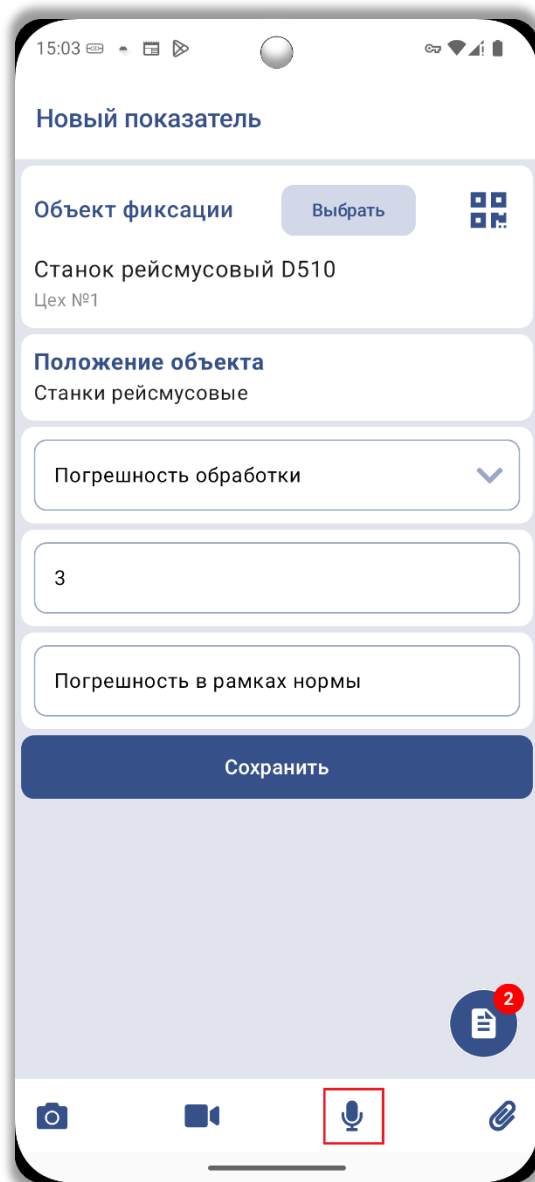 15:03
Новый показатель
Объект фиксации
Выбрать
Станок рейсмусовый D510
Цех №1
Положение объекта
Станки рейсмусовые
Погрешность обработки
3
Погрешность в рамках нормы
Сохранить
2